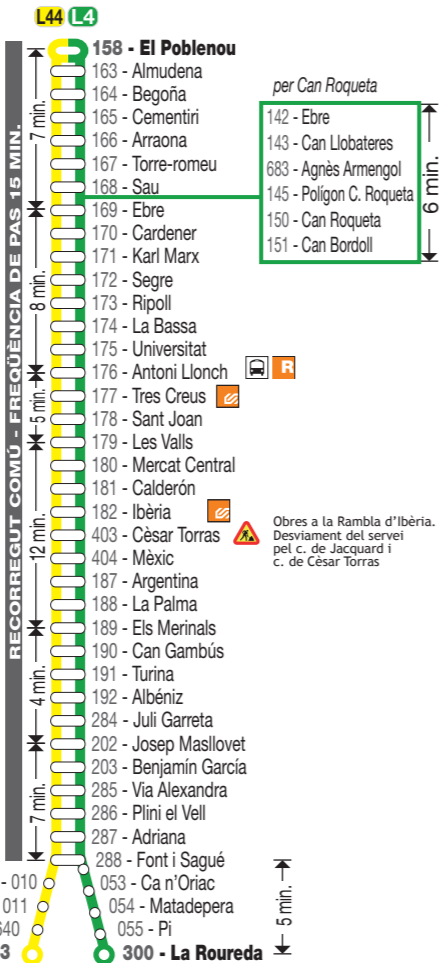 L44 L4
158 - El Poblenou
163 - Almudena
164 - Begoña
165 - Cementiri
166 - Arraona
167 - Torre-romeu
168 - Sau
per Can Roqueta
142 - Ebre
143 - Can Llobateres
683 - Agnès Armengol
145 - Polígon C. Roqueta
150 - Can Roqueta
151 - Can Bordoll
6 min.
169 - Ebre
170 - Cardener
171 - Karl Marx
172 - Segre
173 - Ripoll
174 - La Bassa
175 - Universitat
176 - Antoni Llonch R
177 - Tres Creus
178 - Sant Joan
179 - Les Valls
180 - Mercat Central
181 - Calderón
182 - Ibèria
403 - Cèsar Torras
Obres a la Rambla d'Ibèria.
Desviament del servei
pel c. de Jacquard i
c. de Cèsar Torras
404 - Mèxic
187 - Argentina
188 - La Palma
189 - Els Merinals
190 - Can Gambús
191 - Turina
192 - Albéniz
284 - Juli Garreta
202 - Josep Masllovet
203 - Benjamín García
285 - Via Alexandra
286 - Plini el Vell
287 - Adriana
288 - Font i Sagué
- 010
011
640
3
053 - Ca n'Oriac
054 - Matadepera
055 - Pi
300 - La Roureda
5 min.
RECORREGUT COMÚ - FREQÜÈNCIA DE PAS 15 MIN.
7 min.
8 min.
5 min.
12 min.
4 min.
7 min.